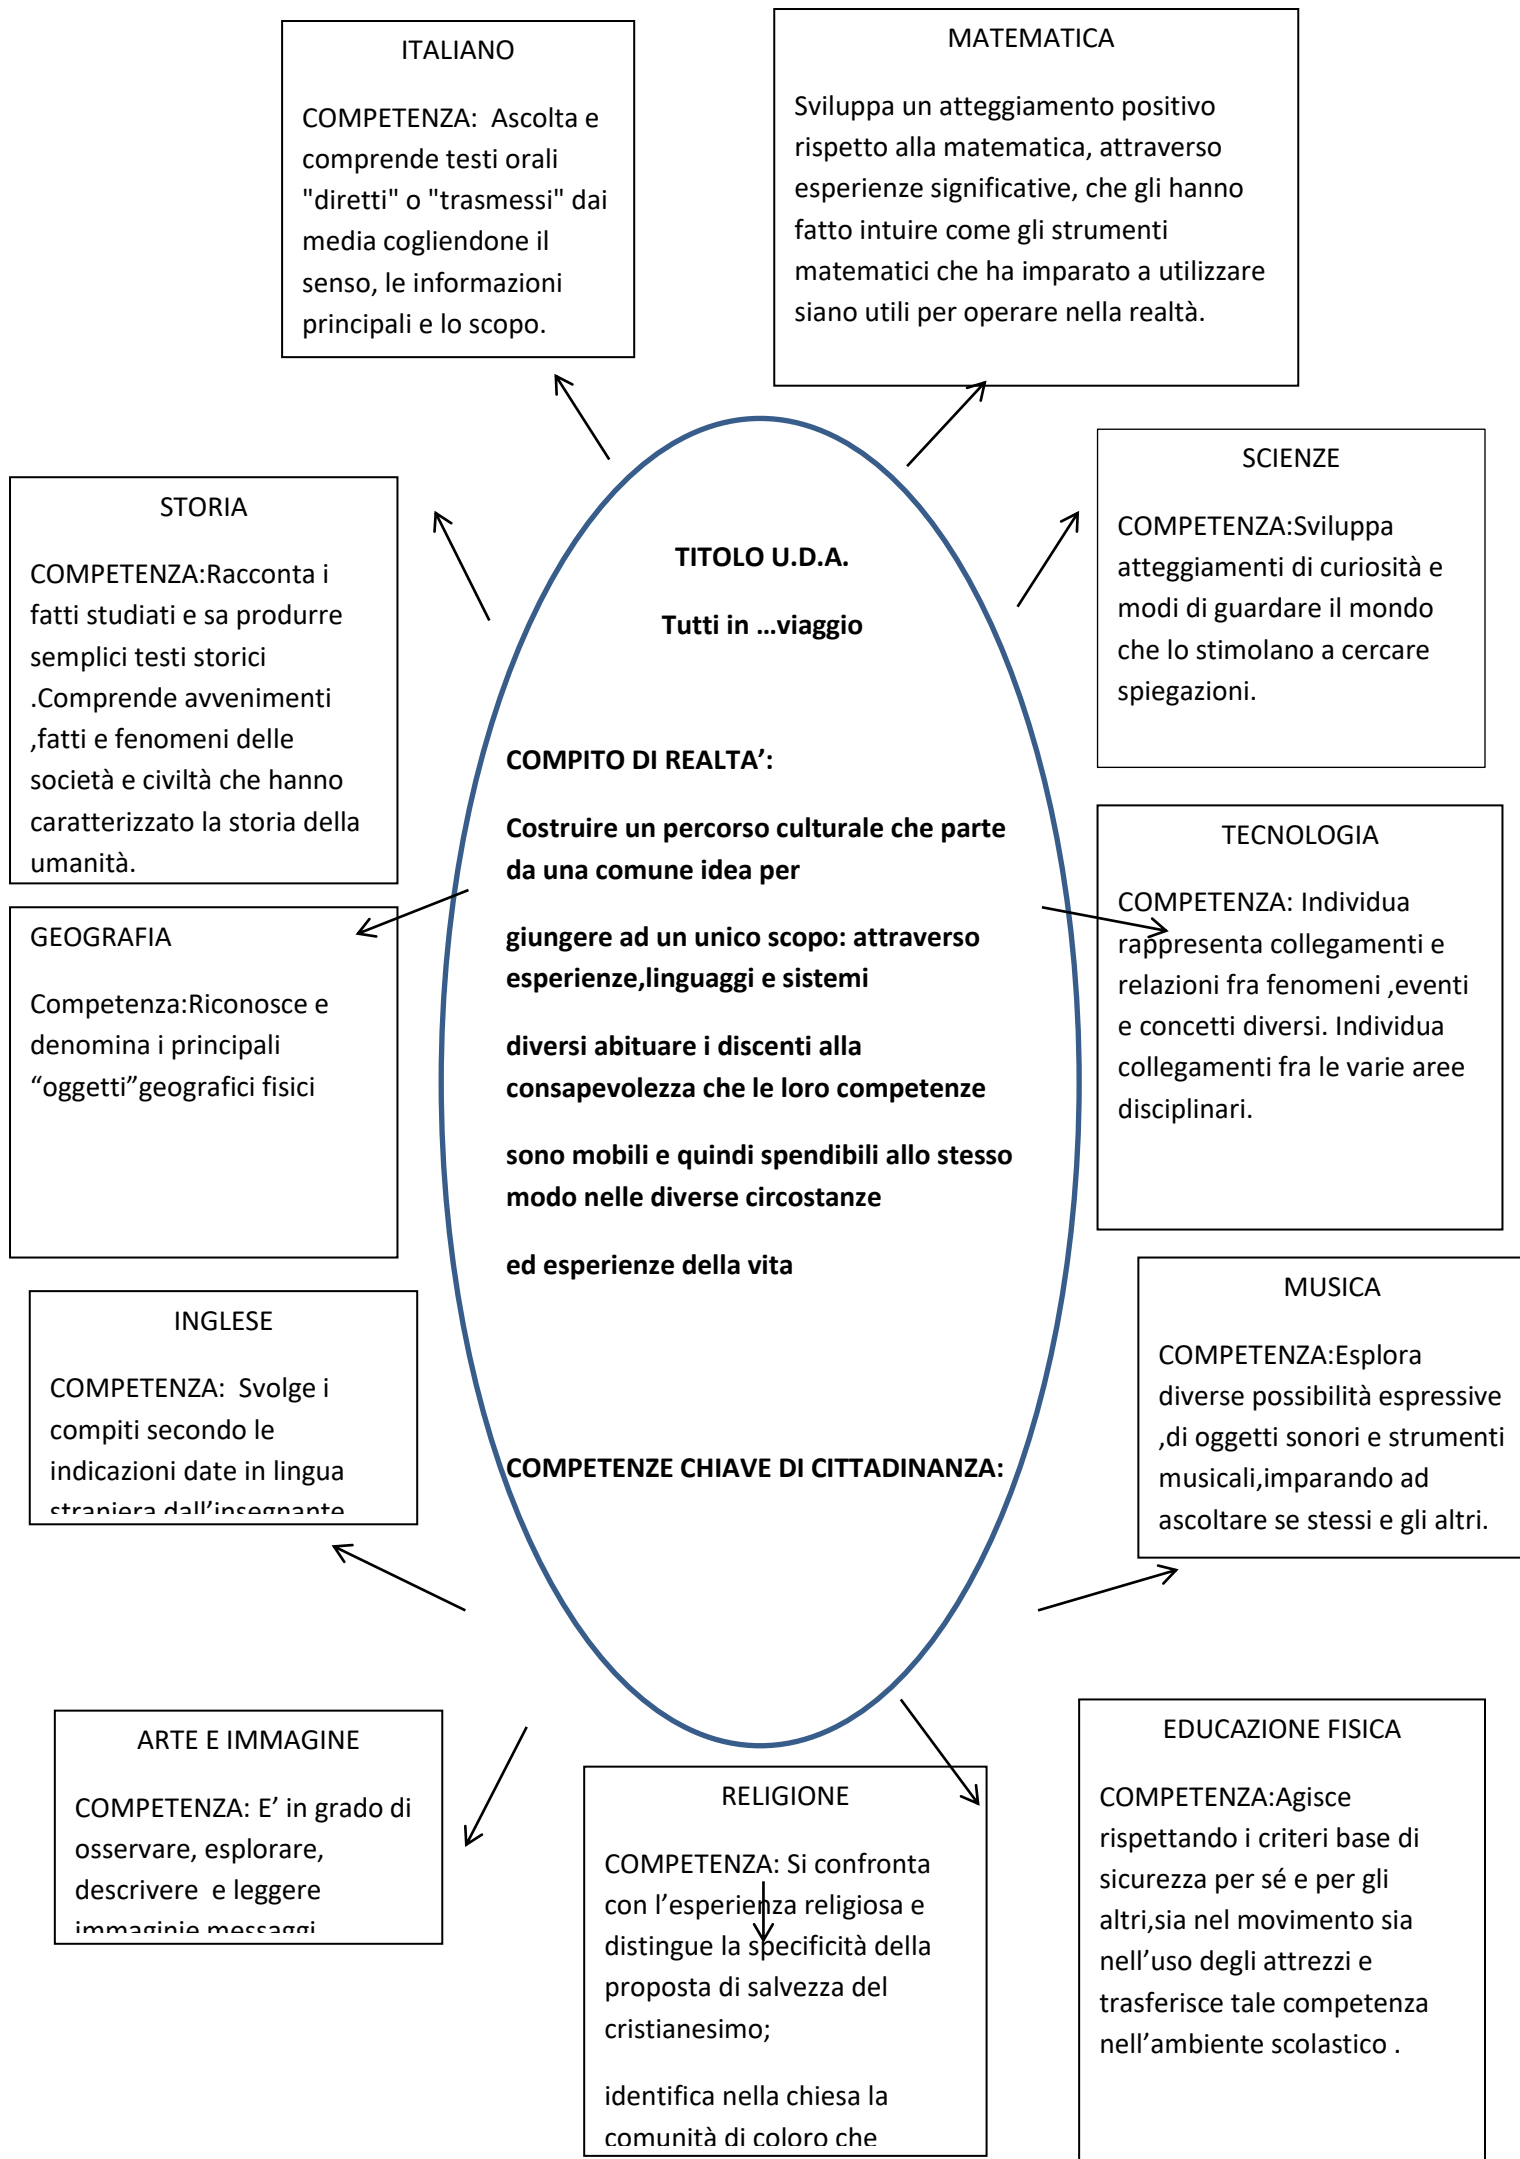 ITALIANO
COMPETENZA:  Ascolta e
comprende testi orali
"diretti" o "trasmessi" dai
media cogliendone il
senso, le informazioni
principali e lo scopo.
MATEMATICA
Sviluppa un atteggiamento positivo
rispetto alla matematica, attraverso
esperienze significative, che gli hanno
fatto intuire come gli strumenti
matematici che ha imparato a utilizzare
siano utili per operare nella realtà.
STORIA
COMPETENZA:Racconta i
fatti studiati e sa produrre
semplici testi storici
.Comprende avvenimenti
,fatti e fenomeni delle
società e civiltà che hanno
caratterizzato la storia della
umanità.
TITOLO U.D.A.
Tutti in …viaggio
COMPITO DI REALTA’:
Costruire un percorso culturale che parte
da una comune idea per
giungere ad un unico scopo: attraverso
esperienze,linguaggi e sistemi
diversi abituare i discenti alla
consapevolezza che le loro competenze
sono mobili e quindi spendibili allo stesso
modo nelle diverse circostanze
ed esperienze della vita
COMPETENZE CHIAVE DI CITTADINANZA:
SCIENZE
COMPETENZA:Sviluppa
atteggiamenti di curiosità e
modi di guardare il mondo
che lo stimolano a cercare
spiegazioni.
GEOGRAFIA
Competenza:Riconosce e
denomina i principali
“oggetti”geografici fisici
TECNOLOGIA
COMPETENZA: Individua
rappresenta collegamenti e
relazioni fra fenomeni ,eventi
e concetti diversi. Individua
collegamenti fra le varie aree
disciplinari.
INGLESE
COMPETENZA:  Svolge i
compiti secondo le
indicazioni date in lingua
straniera dall’insegnante
MUSICA
COMPETENZA:Esplora
diverse possibilità espressive
,di oggetti sonori e strumenti
musicali,imparando ad
ascoltare se stessi e gli altri.
ARTE E IMMAGINE
COMPETENZA: E’ in grado di
osservare, esplorare,
descrivere  e leggere
immaginie messaggi
RELIGIONE
COMPETENZA: Si confronta
con l’esperienza religiosa e
distingue la specificità della
proposta di salvezza del
cristianesimo;
identifica nella chiesa la
comunità di coloro che
EDUCAZIONE FISICA
COMPETENZA:Agisce
rispettando i criteri base di
sicurezza per sé e per gli
altri,sia nel movimento sia
nell’uso degli attrezzi e
trasferisce tale competenza
nell’ambiente scolastico .